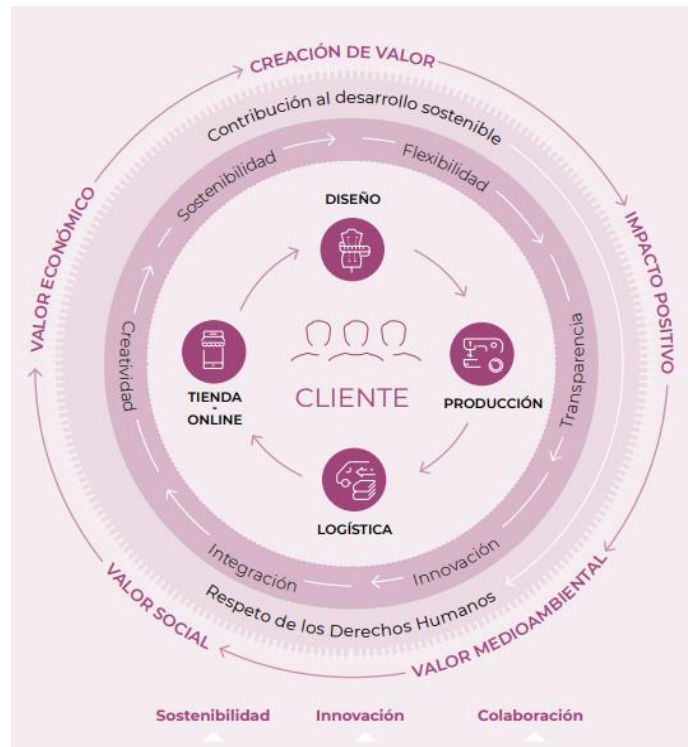 CREACIÓN DE VALOR
Contribución al desarrollo sostenible
Sostenibilidad
Flexibilidad
DISEÑO
VALOR ECONÓMICO
IMPACTO POSITIVO
Creatividad
Transparencia
TIENDA
-
ONLINE
CLIENTE
PRODUCCIÓN
LOGÍSTICA
Integración
Innovación
Respeto de los Derechos Humanos
VALOR SOCIAL
VALOR MEDIOAMBIENTAL
Sostenibilidad
Innovación
Colaboración